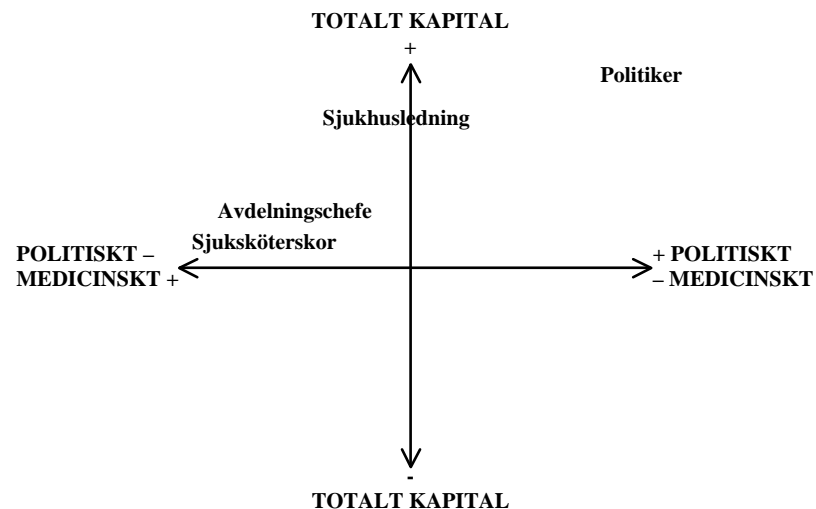 TOTALT KAPITAL
+
Politiker
Sjukhusledning
Avdelningschefe
Sjuksköterskor
POLITISKT –
MEDICINSKT +
+ POLITISKT
– MEDICINSKT
-
TOTALT KAPITAL